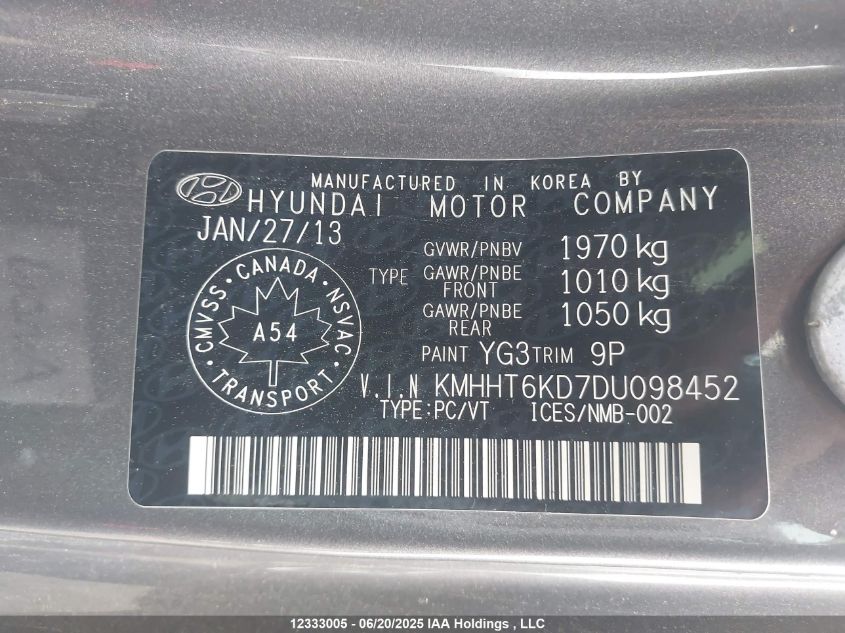 MANUFACTURED IN KOREA BY
HYUNDAI MOTOR COMPANY
JAN/27/13
GVWR/PNBV 1970 kg
TYPE GAWR/PNBE FRONT 1010 kg
GAWR/PNBE REAR 1050 kg
CMVSS · CANADA · NSVAC
A54
TRANSPORT
PAINT YG3 TRIM 9P
V.I.N KMHHT6KD7DU098452
TYPE:PC/VT ICES/NMB-002
12333005 - 06/20/2025 IAA Holdings , LLC